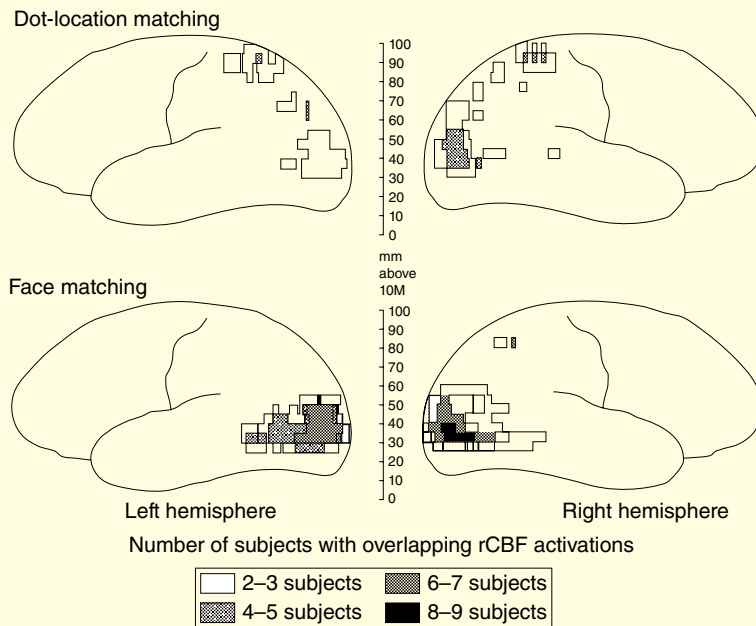 Dot-location matching
100
90
80
70
60
50
40
30
20
10
0
mm
above
10M
Face matching
100
90
80
70
60
50
40
30
20
10
0
Left hemisphere
Right hemisphere
Number of subjects with overlapping rCBF activations
2–3 subjects
6–7 subjects
4–5 subjects
8–9 subjects